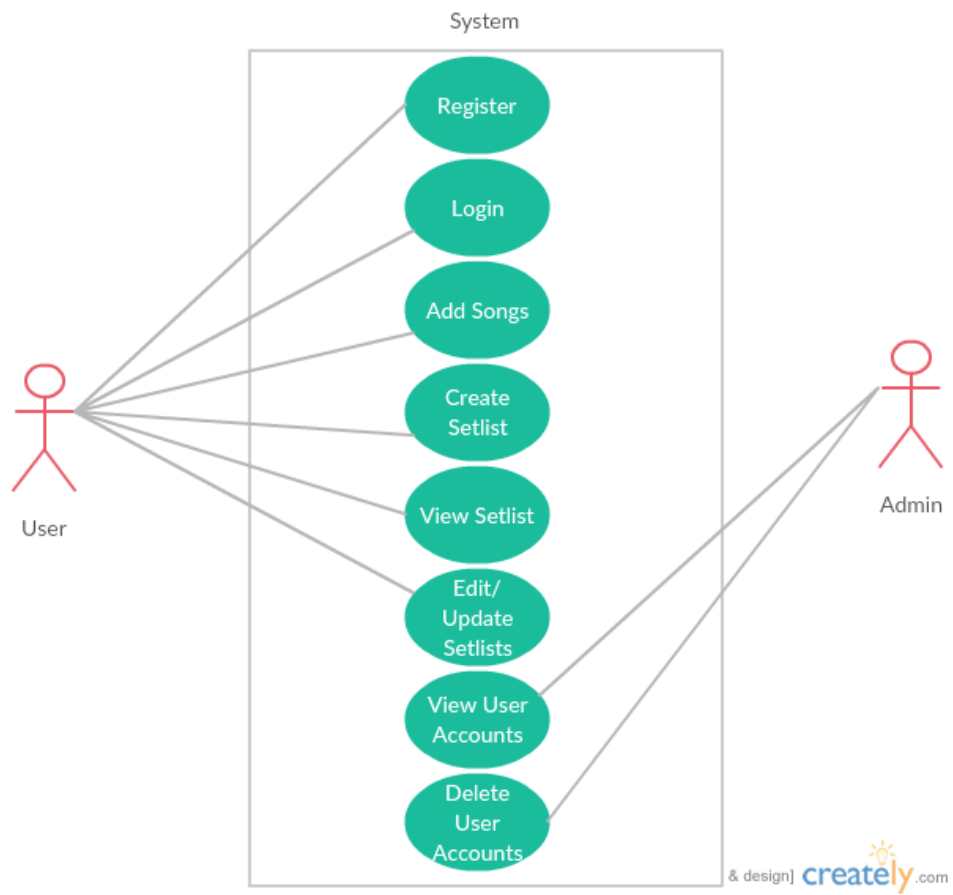 System
Register
Login
Add Songs
Create
Setlist
View Setlist
Edit/
Update
Setlists
View User
Accounts
Delete
User
Accounts
User
Admin
& design] creately.com